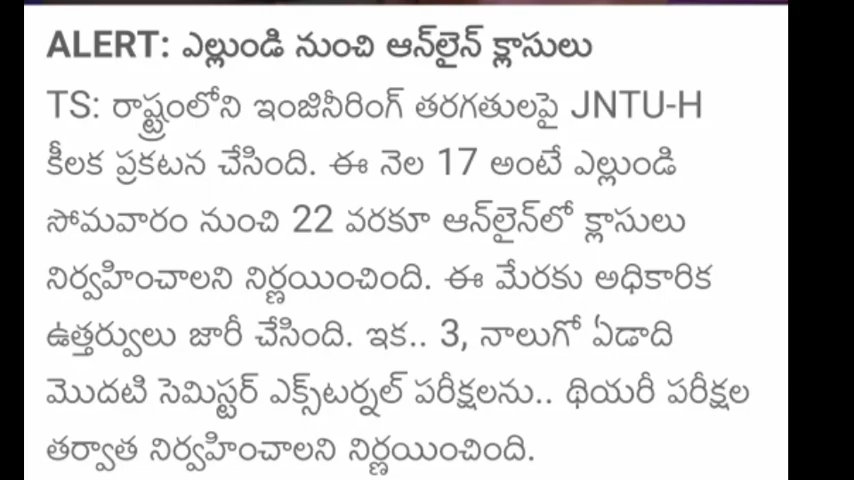 ALERT: ఎల్లుండి నుంచి ఆన్‌లైన్ క్లాసులు
TS: రాష్ట్రంలోని ఇంజినీరింగ్ తరగతులపై JNTU-H
కీలక ప్రకటన చేసింది. ఈ నెల 17 అంటే ఎల్లుండి
సోమవారం నుంచి 22 వరకూ ఆన్‌లైన్‌లో క్లాసులు
నిర్వహించాలని నిర్ణయించింది. ఈ మేరకు అధికారిక
ఉత్తర్వులు జారీ చేసింది. ఇక.. 3, నాలుగో ఏడాది
మొదటి సెమిస్టర్ ఎక్స్‌టర్నల్ పరీక్షలను.. థియరీ పరీక్షల
తర్వాత నిర్వహించాలని నిర్ణయించింది.